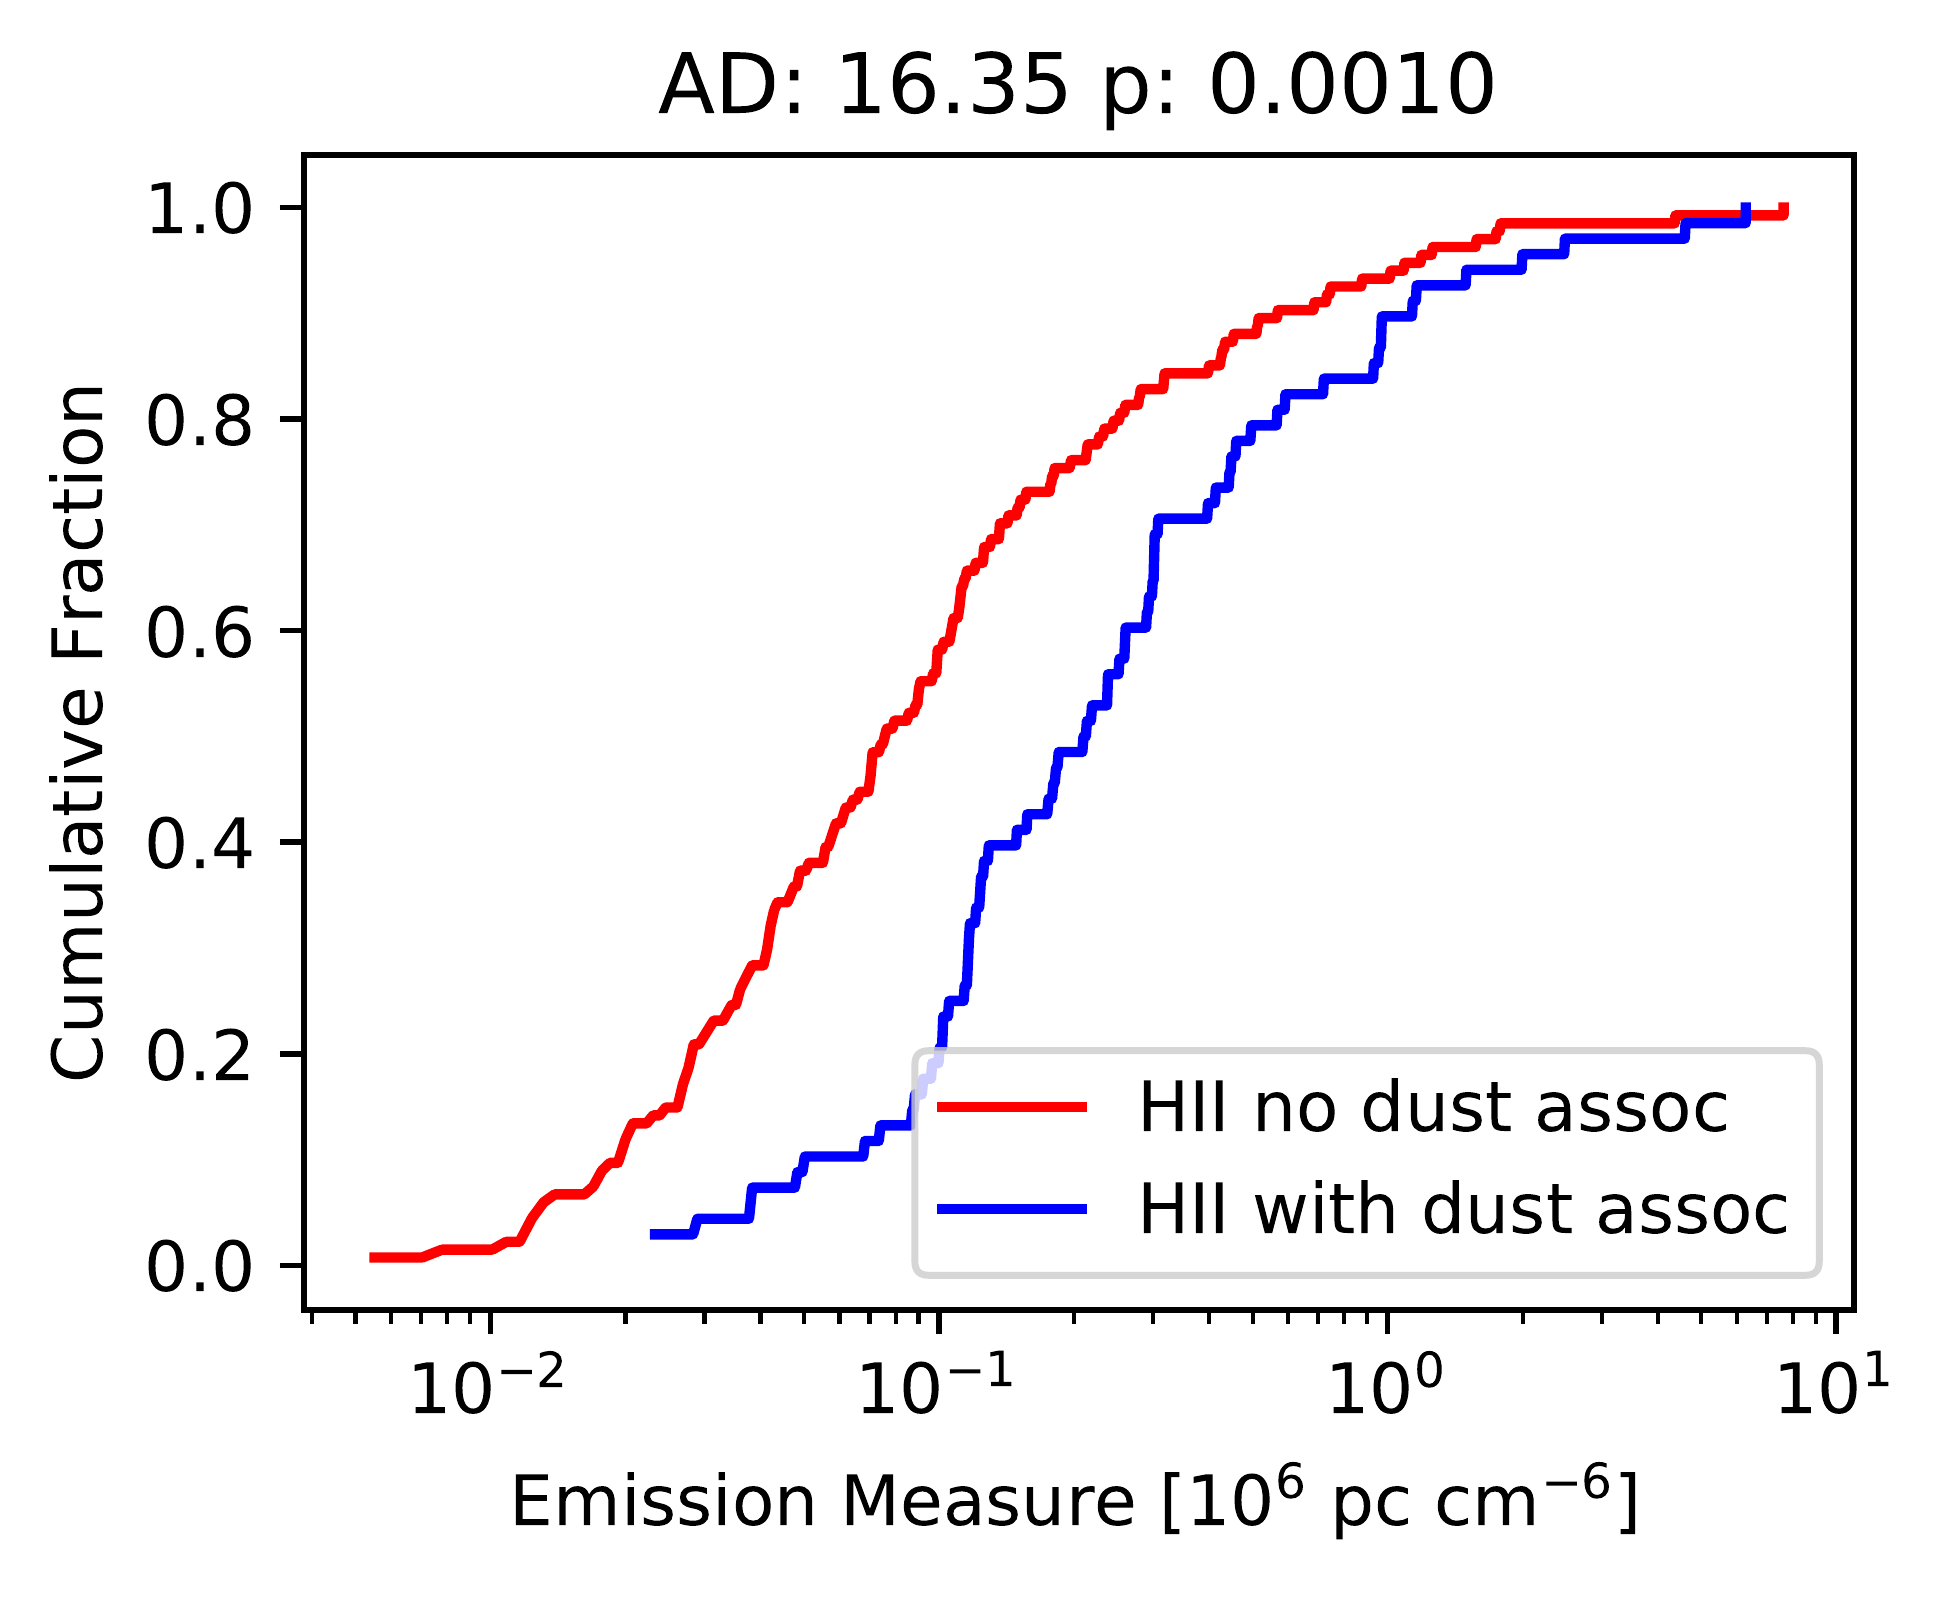 AD: 16.35 p: 0.0010
1.0
0.8
0.6
0.4
0.2
0.0
Cumulative Fraction
HII no dust assoc
HII with dust assoc
10⁻² 10⁻¹ 10⁰ 10¹
Emission Measure [10⁶ pc cm⁻⁶]